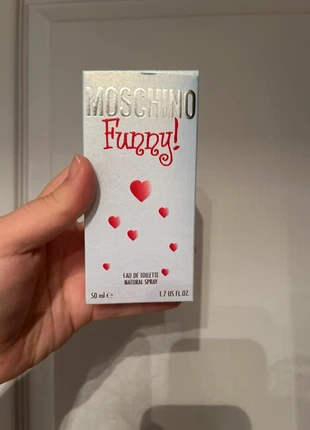 MOSCHINO
Funny!
EAU DE TOILETTE
NATURAL SPRAY
50 ml ℮ 1.7 US FL.OZ.